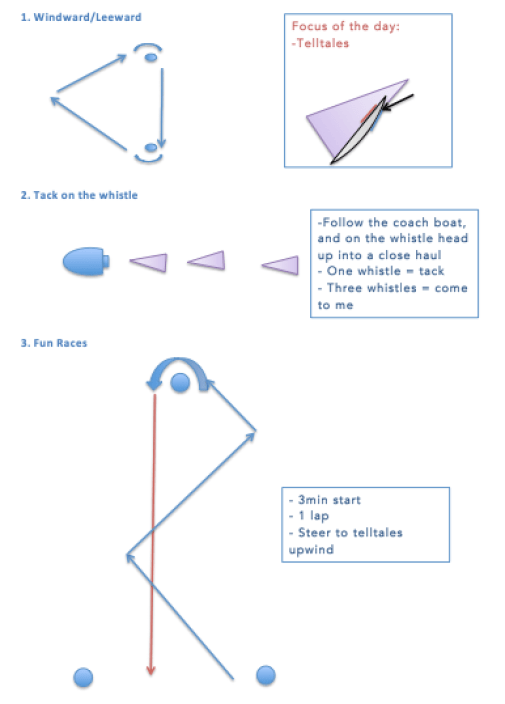 1. Windward/Leeward
Focus of the day:
-Telltales
2. Tack on the whistle
-Follow the coach boat,
and on the whistle head
up into a close haul
- One whistle = tack
- Three whistles = come
to me
3. Fun Races
- 3min start
- 1 lap
- Steer to telltales
upwind